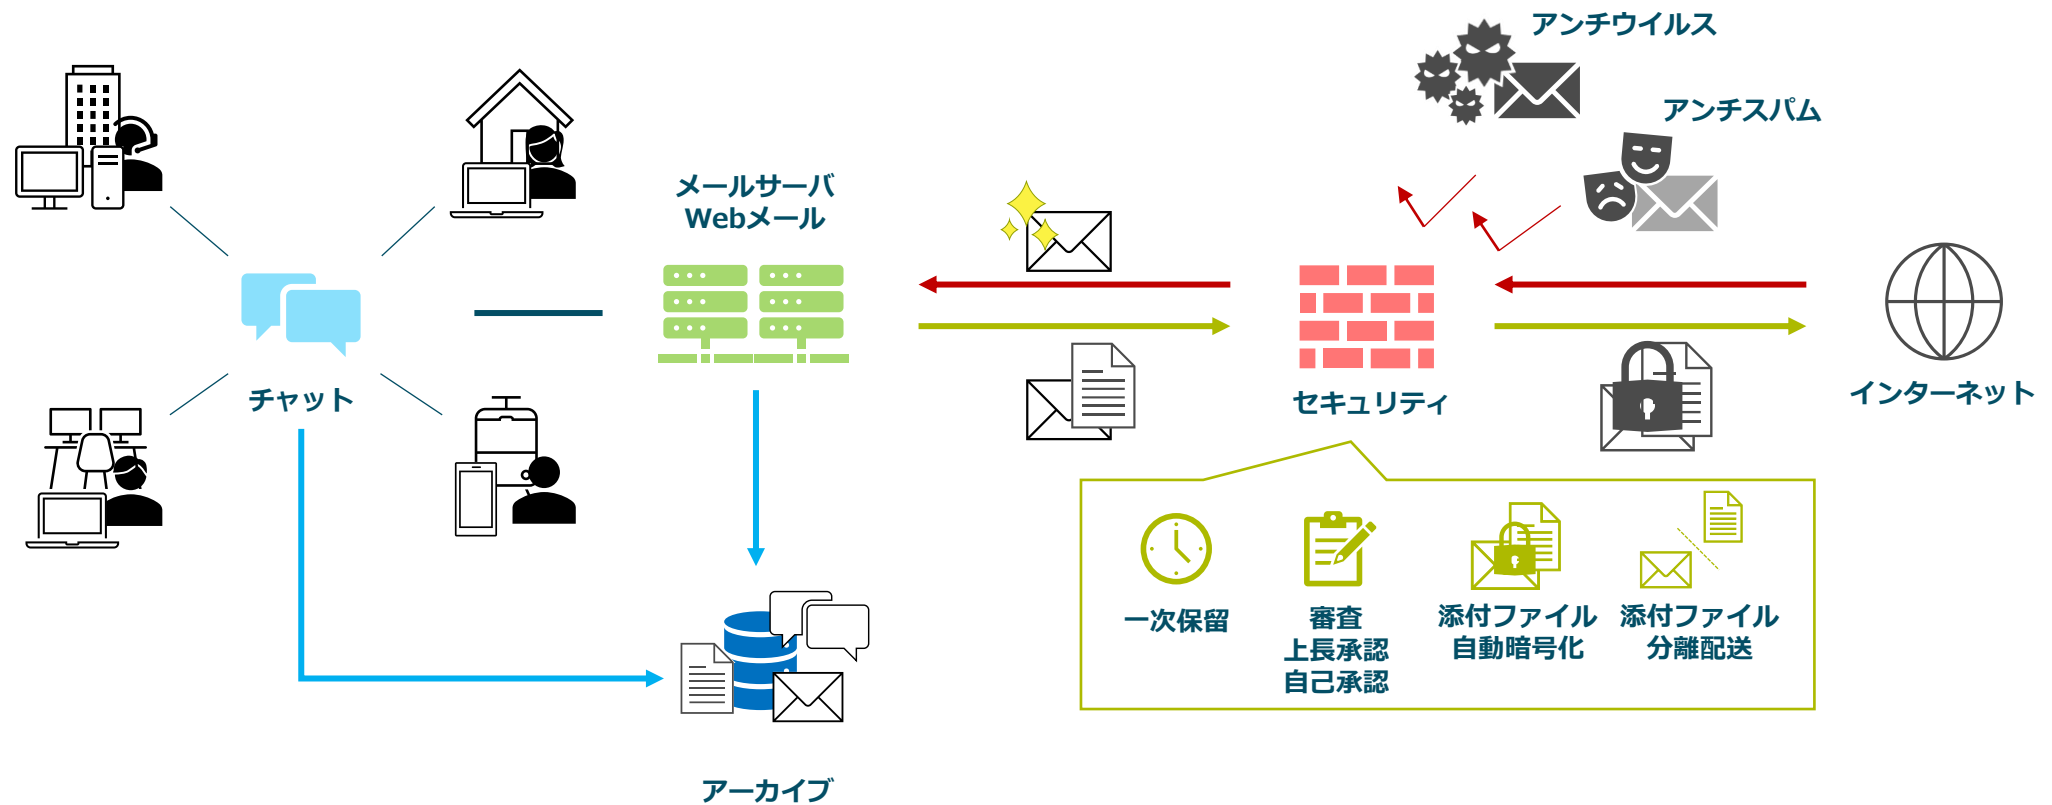 アンチウイルス
アンチスパム
メールサーバ
Webメール
チャット
セキュリティ
インターネット
一次保留
審査
上長承認
自己承認
添付ファイル
自動暗号化
添付ファイル
分離配送
アーカイブ